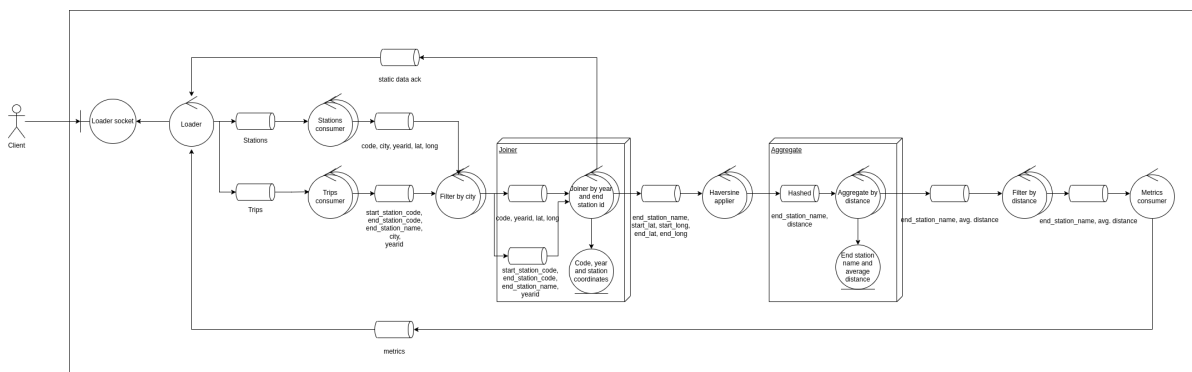 static data ack
Client
Loader socket
Loader
Stations
Stations
consumer
code, city, yearid, lat, long
Trips
Trips
consumer
start_station_code,
end_station_code,
end_station_name,
city,
yearid
Filter by city
Joiner
code, yearid, lat, long
start_station_code,
end_station_code,
end_station_name,
yearid
Joiner by year
and end
station id
Code, year
and station
coordinates
end_station_name,
start_lat, start_long,
end_lat, end_long
Haversine
applier
Aggregate
Hashed
end_station_name,
distance
Aggregate by
distance
End station
name and
average
distance
end_station_name, avg. distance
Filter by
distance
end_station_name, avg. distance
Metrics
consumer
metrics